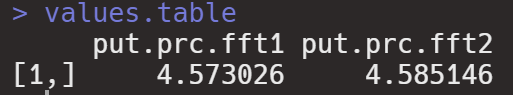 > values.table
put.prc.fft1 put.prc.fft2
[1,] 4.573026 4.585146